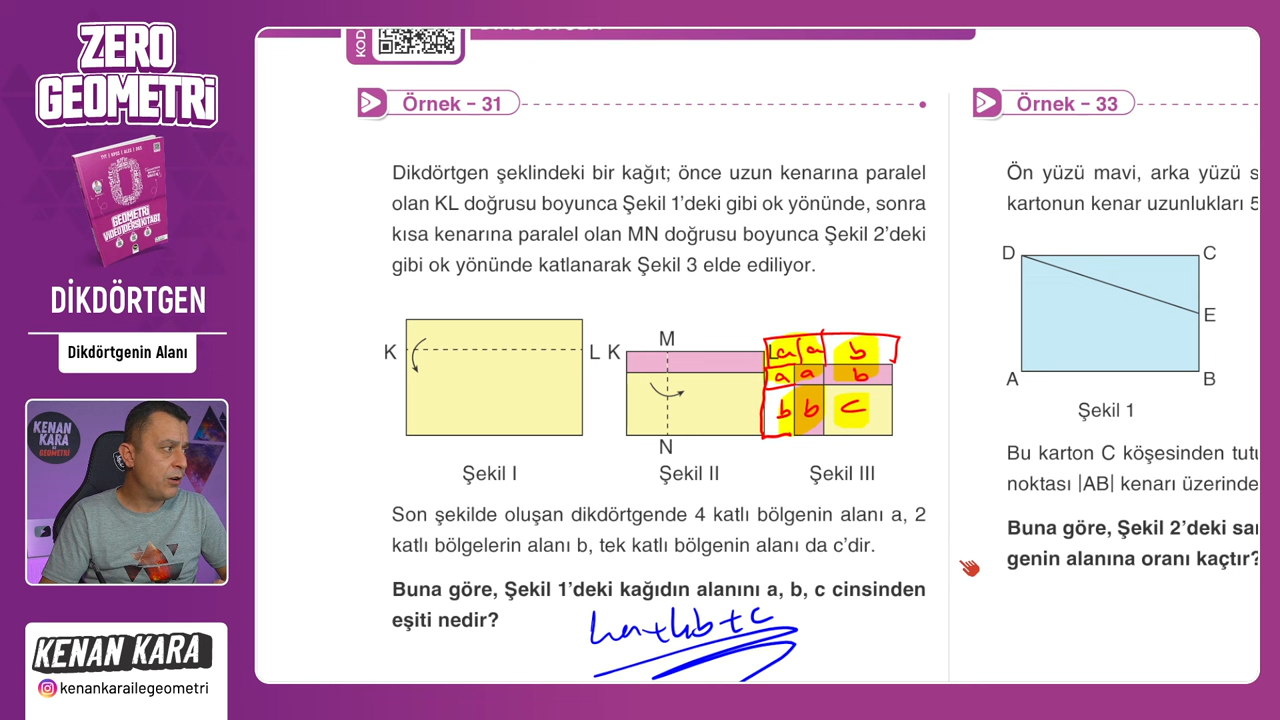 ZERO
GEOMETRİ
GEOMETRİ
DİKDÖRTGEN
Dikdörtgenin Alanı
KENAN
KARA
KENAN KARA
kenankarailegeometri
KOD
Örnek – 31
Dikdörtgen şeklindeki bir kağıt; önce uzun kenarına paralel
olan KL doğrusu boyunca Şekil 1’deki gibi ok yönünde, sonra
kısa kenarına paralel olan MN doğrusu boyunca Şekil 2’deki
gibi ok yönünde katlanarak Şekil 3 elde ediliyor.
K L
Şekil I
K M L
N
Şekil II
a a b
a a b
b b c
Şekil III
Son şekilde oluşan dikdörtgende 4 katlı bölgenin alanı a, 2
katlı bölgelerin alanı b, tek katlı bölgenin alanı da c’dir.
Buna göre, Şekil 1’deki kağıdın alanını a, b, c cinsinden
eşiti nedir?
4a+4b+c
Örnek – 33
Ön yüzü mavi, arka yüzü s
kartonun kenar uzunlukları 5
D C
E
A B
Şekil 1
Bu karton C köşesinden tutu
noktası |AB| kenarı üzerinde
Buna göre, Şekil 2’deki sar
genin alanına oranı kaçtır?